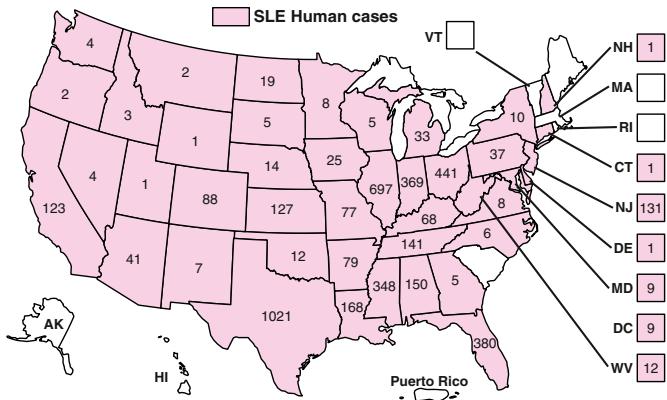 SLE Human cases
VT
NH 1
4
2
19
8
MA
2
3
5
5
33
10
RI
1
14
25
37
CT 1
4
1
88
127
77
697
369
441
8
NJ 131
123
68
6
DE 1
41
7
12
79
141
MD 9
348
150
5
168
1021
DC 9
AK
380
WV 12
HI
Puerto Rico